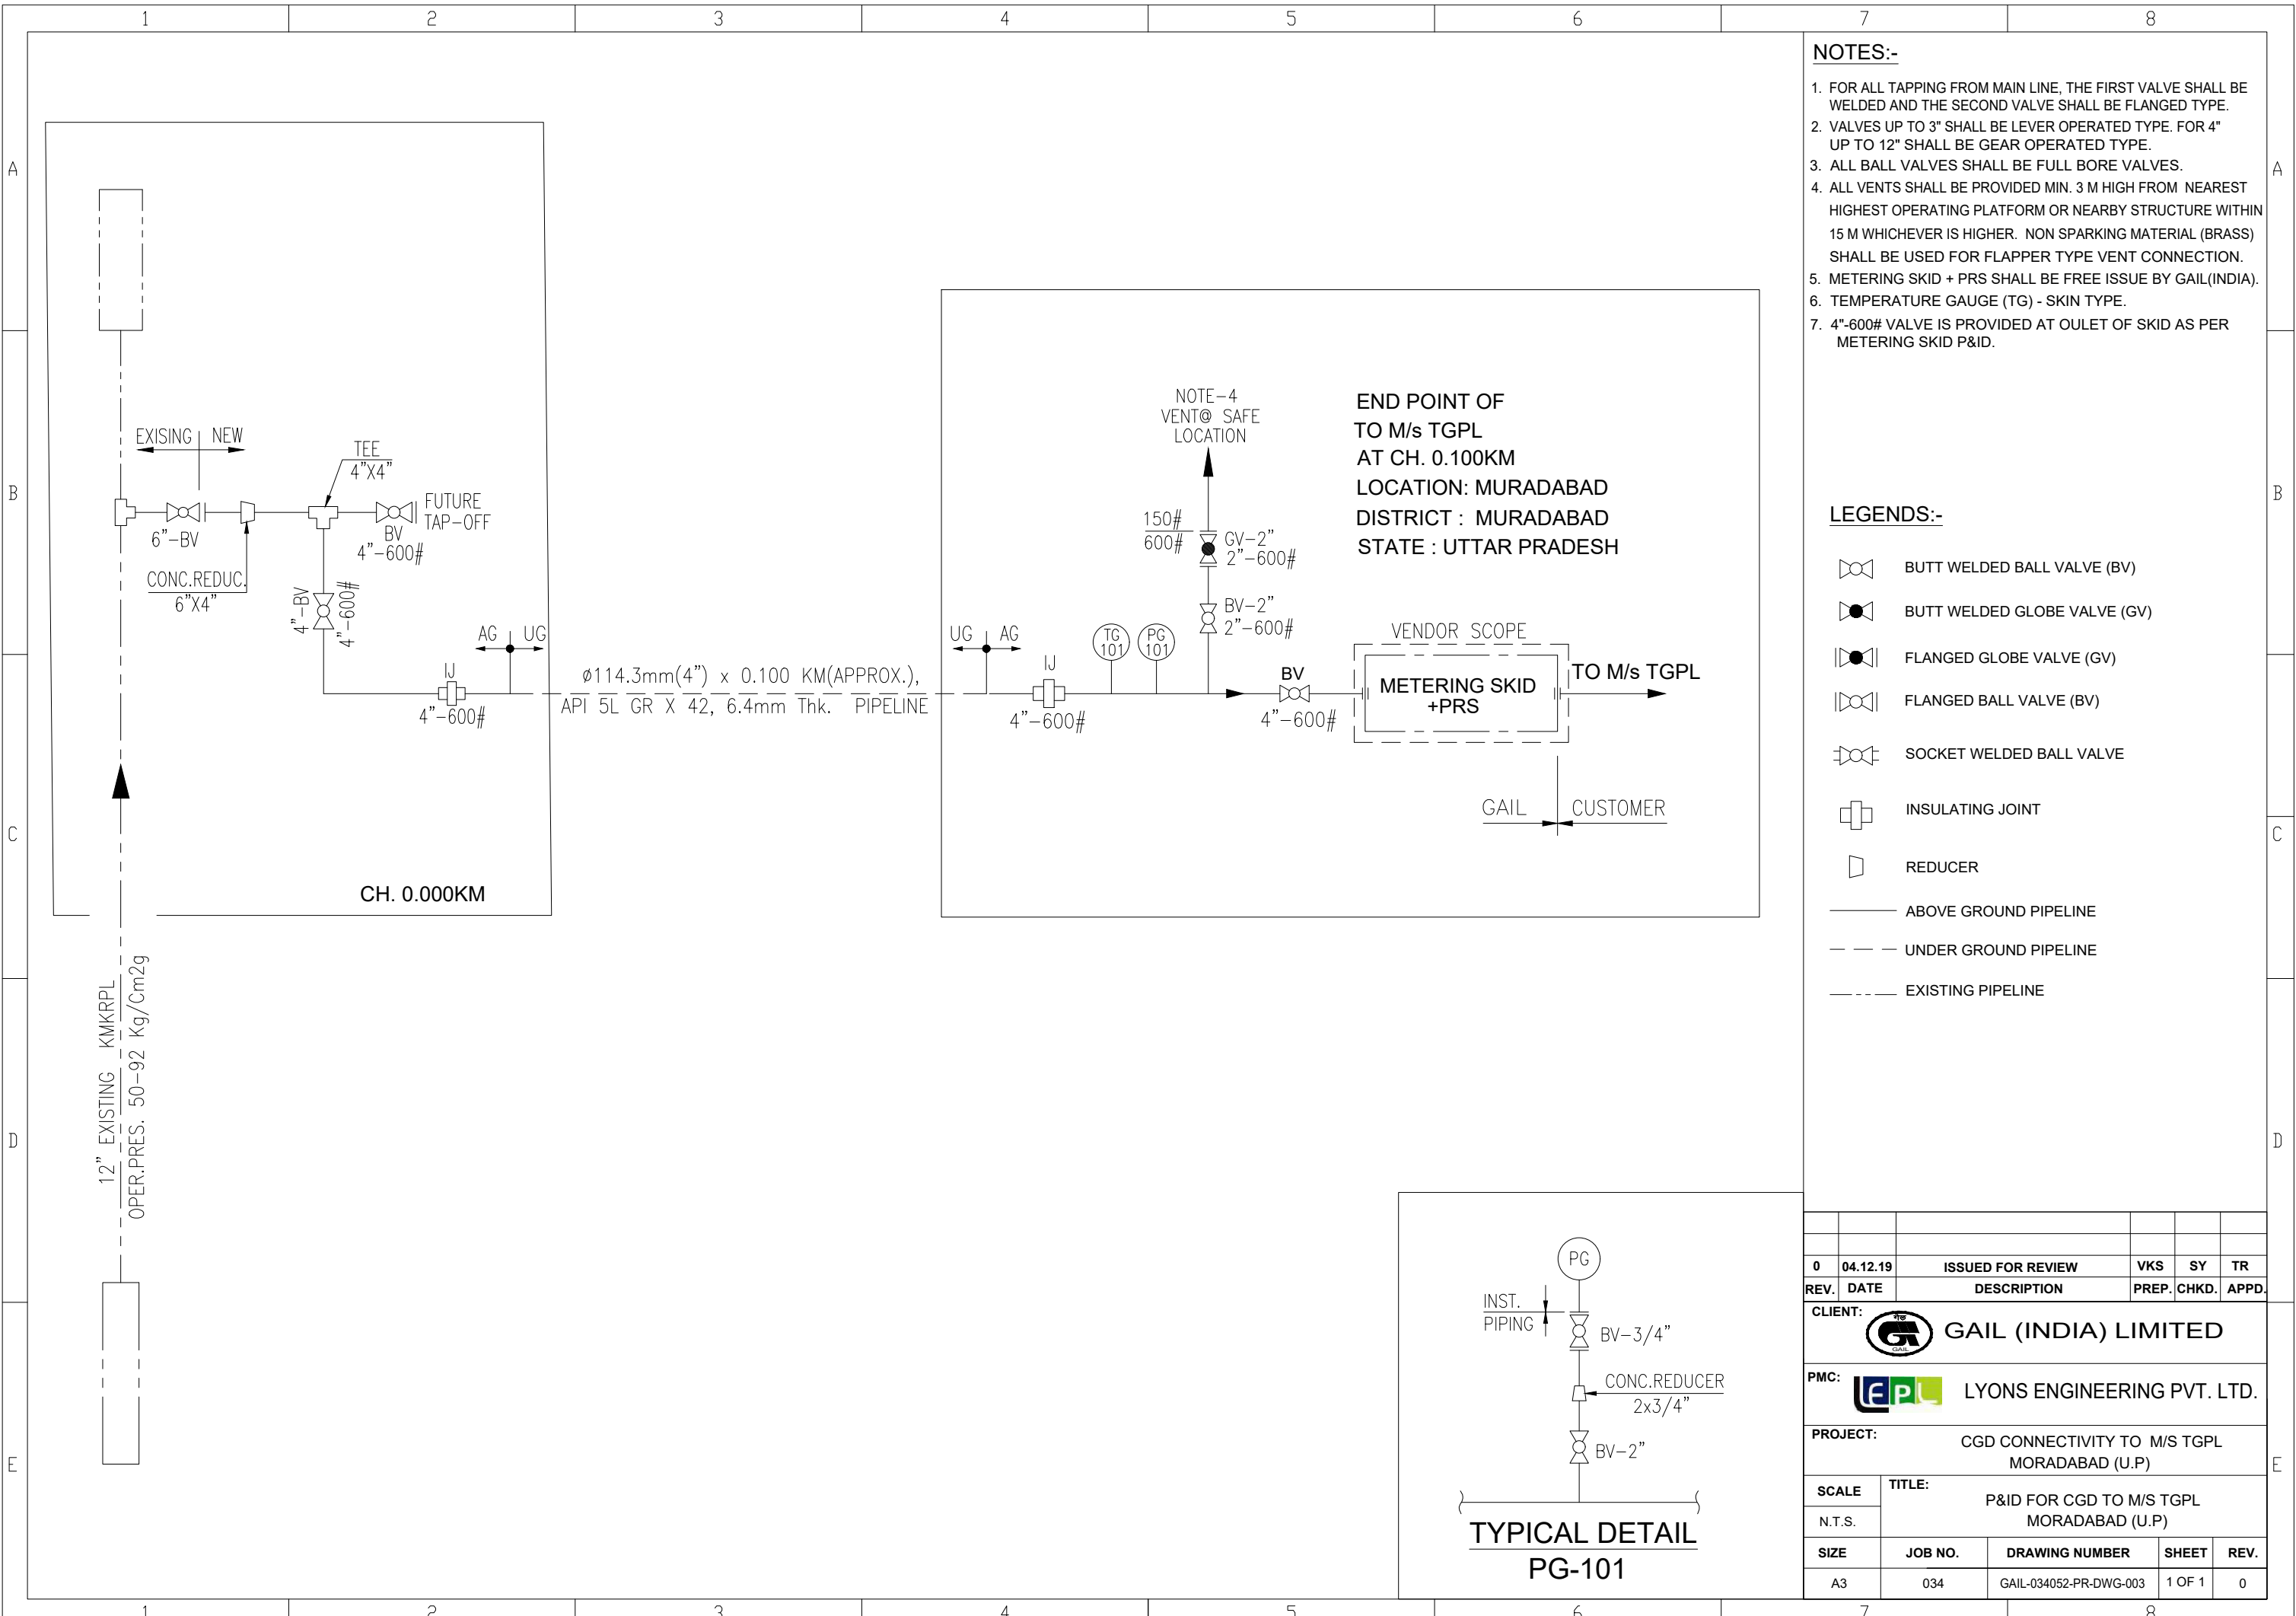 1 2 3 4 5 6 7 8
A A
B B
C C
D D
E E
EXISING NEW
TEE
4"X4"
FUTURE
TAP-OFF
6"-BV
BV
4"-600#
CONC.REDUC.
6"X4"
4"-BV
4"-600#
AG UG
IJ
4"-600#
CH. 0.000KM
12" EXISTING KMKRPL
OPER.PRES. 50-92 Kg/Cm2g
ø114.3mm(4") x 0.100 KM(APPROX.),
API 5L GR X 42, 6.4mm Thk. PIPELINE
UG AG
IJ
4"-600#
TG
101
PG
101
NOTE-4
VENT@ SAFE
LOCATION
150#
600#
GV-2"
2"-600#
BV-2"
2"-600#
BV
4"-600#
END POINT OF
TO M/s TGPL
AT CH. 0.100KM
LOCATION: MURADABAD
DISTRICT : MURADABAD
STATE : UTTAR PRADESH
VENDOR SCOPE
METERING SKID
+PRS
TO M/s TGPL
GAIL CUSTOMER
PG
INST.
PIPING
BV-3/4"
CONC.REDUCER
2x3/4"
BV-2"
TYPICAL DETAIL
PG-101
NOTES:-
1. FOR ALL TAPPING FROM MAIN LINE, THE FIRST VALVE SHALL BE
WELDED AND THE SECOND VALVE SHALL BE FLANGED TYPE.
2. VALVES UP TO 3" SHALL BE LEVER OPERATED TYPE. FOR 4"
UP TO 12" SHALL BE GEAR OPERATED TYPE.
3. ALL BALL VALVES SHALL BE FULL BORE VALVES.
4. ALL VENTS SHALL BE PROVIDED MIN. 3 M HIGH FROM NEAREST
HIGHEST OPERATING PLATFORM OR NEARBY STRUCTURE WITHIN
15 M WHICHEVER IS HIGHER. NON SPARKING MATERIAL (BRASS)
SHALL BE USED FOR FLAPPER TYPE VENT CONNECTION.
5. METERING SKID + PRS SHALL BE FREE ISSUE BY GAIL(INDIA).
6. TEMPERATURE GAUGE (TG) - SKIN TYPE.
7. 4"-600# VALVE IS PROVIDED AT OULET OF SKID AS PER
METERING SKID P&ID.
LEGENDS:-
BUTT WELDED BALL VALVE (BV)
BUTT WELDED GLOBE VALVE (GV)
FLANGED GLOBE VALVE (GV)
FLANGED BALL VALVE (BV)
SOCKET WELDED BALL VALVE
INSULATING JOINT
REDUCER
ABOVE GROUND PIPELINE
UNDER GROUND PIPELINE
EXISTING PIPELINE
0 04.12.19 ISSUED FOR REVIEW VKS SY TR
REV. DATE DESCRIPTION PREP. CHKD. APPD.
CLIENT:
गेल
GAIL
GAIL (INDIA) LIMITED
PMC:
LEPL
LYONS ENGINEERING PVT. LTD.
PROJECT:
CGD CONNECTIVITY TO M/S TGPL
MORADABAD (U.P)
SCALE TITLE:
N.T.S.
P&ID FOR CGD TO M/S TGPL
MORADABAD (U.P)
SIZE JOB NO. DRAWING NUMBER SHEET REV.
A3 034 GAIL-034052-PR-DWG-003 1 OF 1 0
1 2 3 4 5 6 7 8